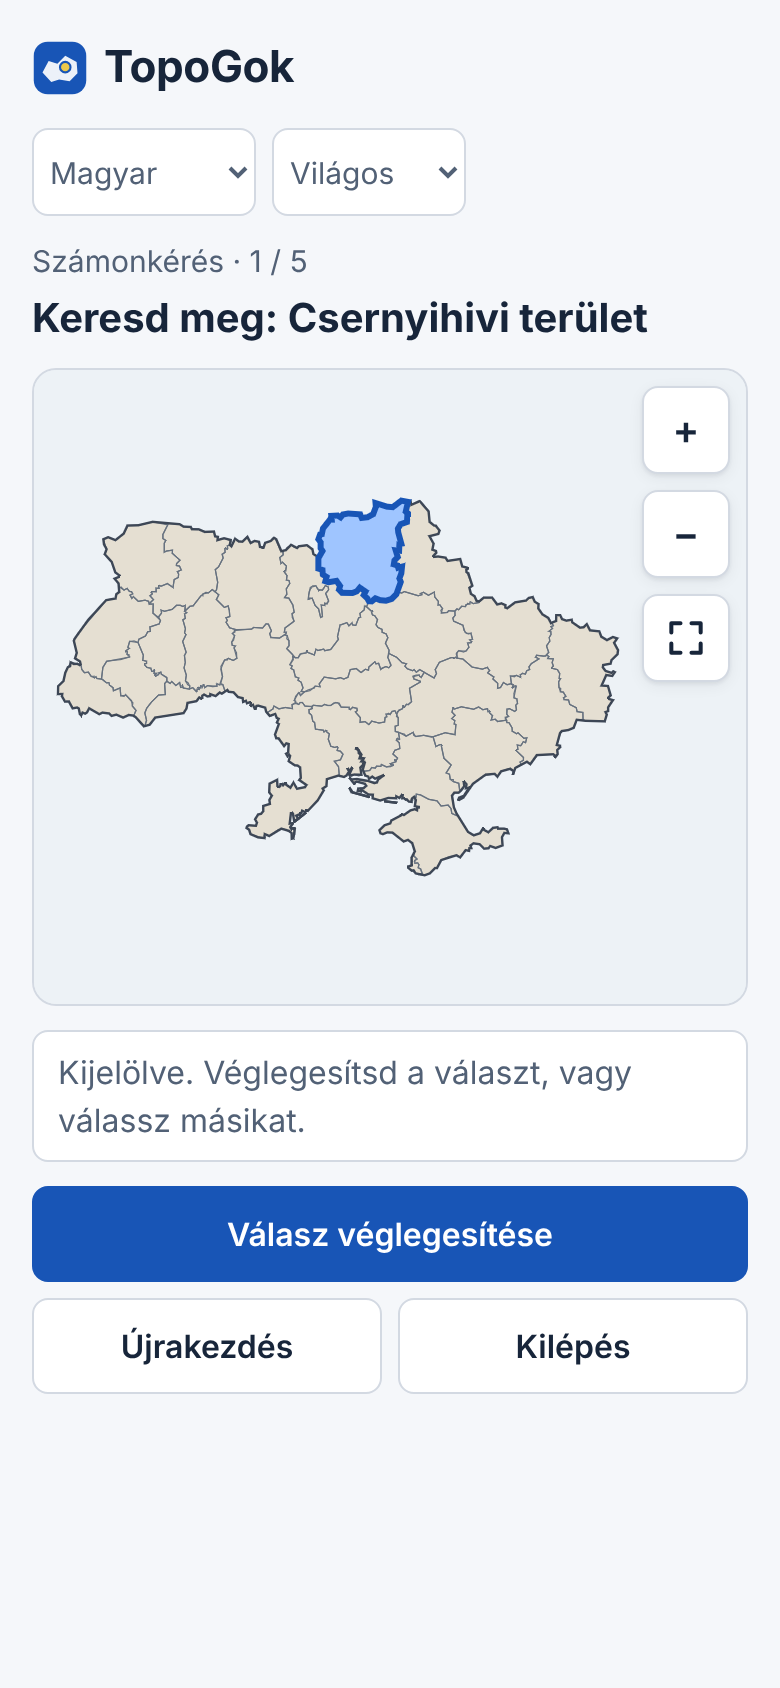 TopoGok
Magyar
Világos
Számonkérés · 1 / 5
Keresd meg: Csernyihivi terület
+
−
Kijelölve. Véglegesítsd a választ, vagy
válassz másikat.
Válasz véglegesítése
Újrakezdés
Kilépés